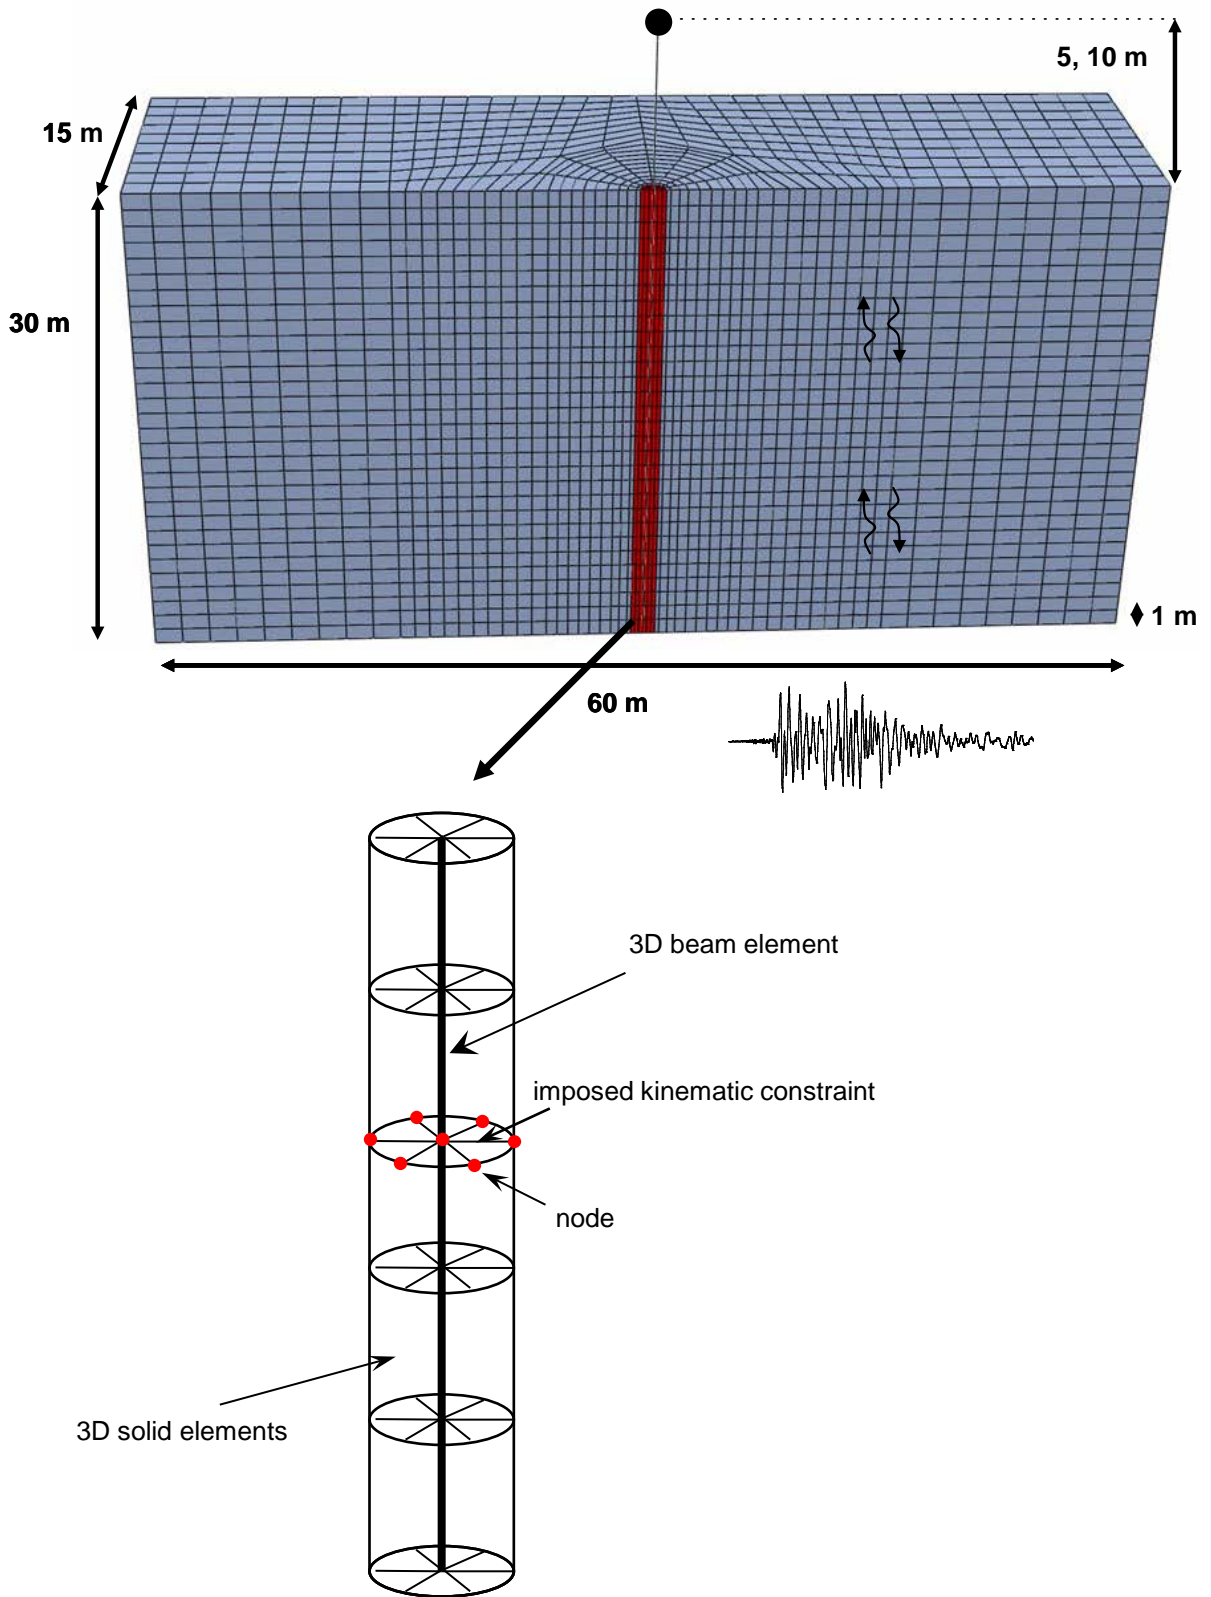 5, 10 m
15 m
30 m
1 m
60 m
3D beam element
imposed kinematic constraint
node
3D solid elements